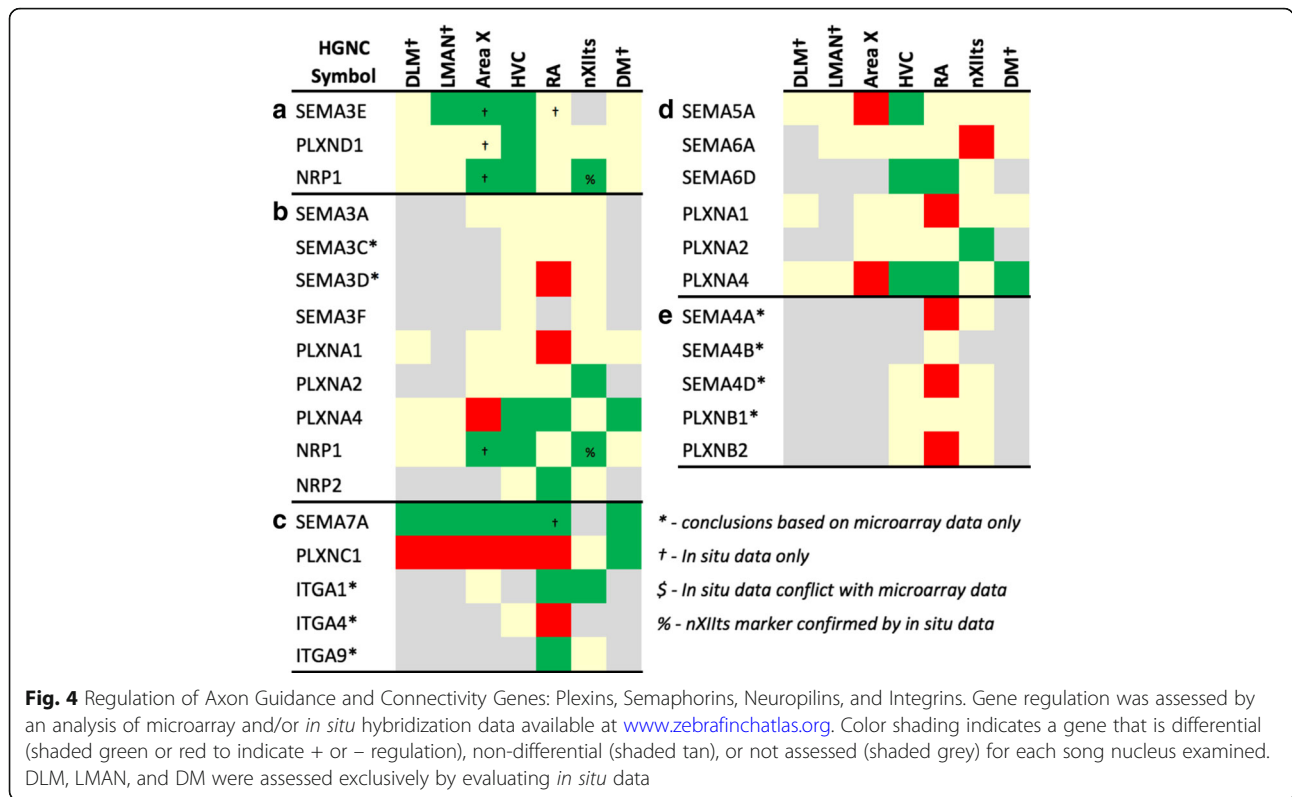 HGNC Symbol DLM† LMAN† Area X HVC RA nXIIts DM†
a SEMA3E † †
PLXND1 †
NRP1 † %
b SEMA3A
SEMA3C*
SEMA3D*
SEMA3F
PLXNA1
PLXNA2
PLXNA4
NRP1 † %
NRP2
c SEMA7A †
PLXNC1
ITGA1*
ITGA4*
ITGA9*
DLM† LMAN† Area X HVC RA nXIIts DM†
d SEMA5A
SEMA6A
SEMA6D
PLXNA1
PLXNA2
PLXNA4
e SEMA4A*
SEMA4B*
SEMA4D*
PLXNB1*
PLXNB2
* - conclusions based on microarray data only
† - In situ data only
$ - In situ data conflict with microarray data
% - nXIIts marker confirmed by in situ data
Fig. 4 Regulation of Axon Guidance and Connectivity Genes: Plexins, Semaphorins, Neuropilins, and Integrins. Gene regulation was assessed by
an analysis of microarray and/or in situ hybridization data available at www.zebrafinchatlas.org. Color shading indicates a gene that is differential
(shaded green or red to indicate + or – regulation), non-differential (shaded tan), or not assessed (shaded grey) for each song nucleus examined.
DLM, LMAN, and DM were assessed exclusively by evaluating in situ data